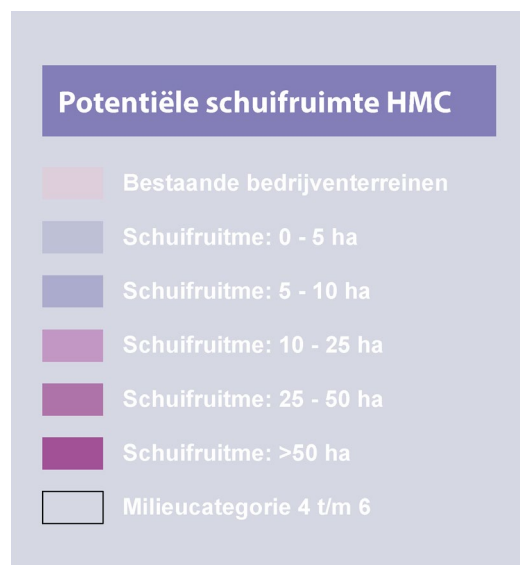 Potentiële schuifruimte HMC
Bestaande bedrijventerreinen
Schuifruitme: 0 - 5 ha
Schuifruitme: 5 - 10 ha
Schuifruitme: 10 - 25 ha
Schuifruitme: 25 - 50 ha
Schuifruitme: >50 ha
Milieucategorie 4 t/m 6